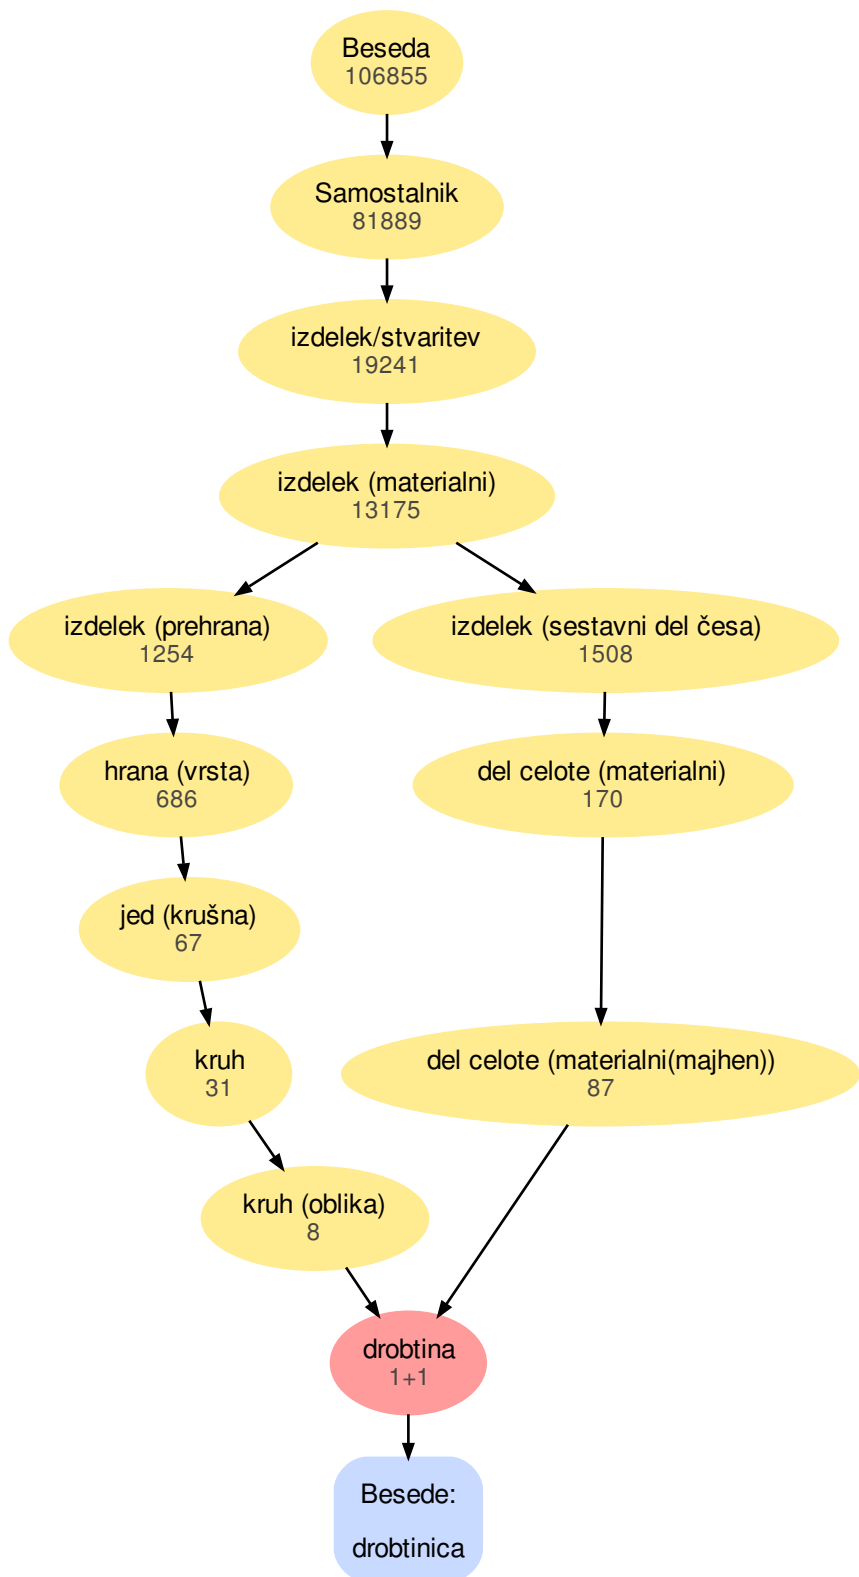 Beseda
106855
Samostalnik
81889
izdelek/stvaritev
19241
izdelek (materialni)
13175
izdelek (prehrana)
1254
izdelek (sestavni del česa)
1508
hrana (vrsta)
686
del celote (materialni)
170
jed (krušna)
67
kruh
31
del celote (materialni(majhen))
87
kruh (oblika)
8
drobtina
1+1
Besede:
drobtinica